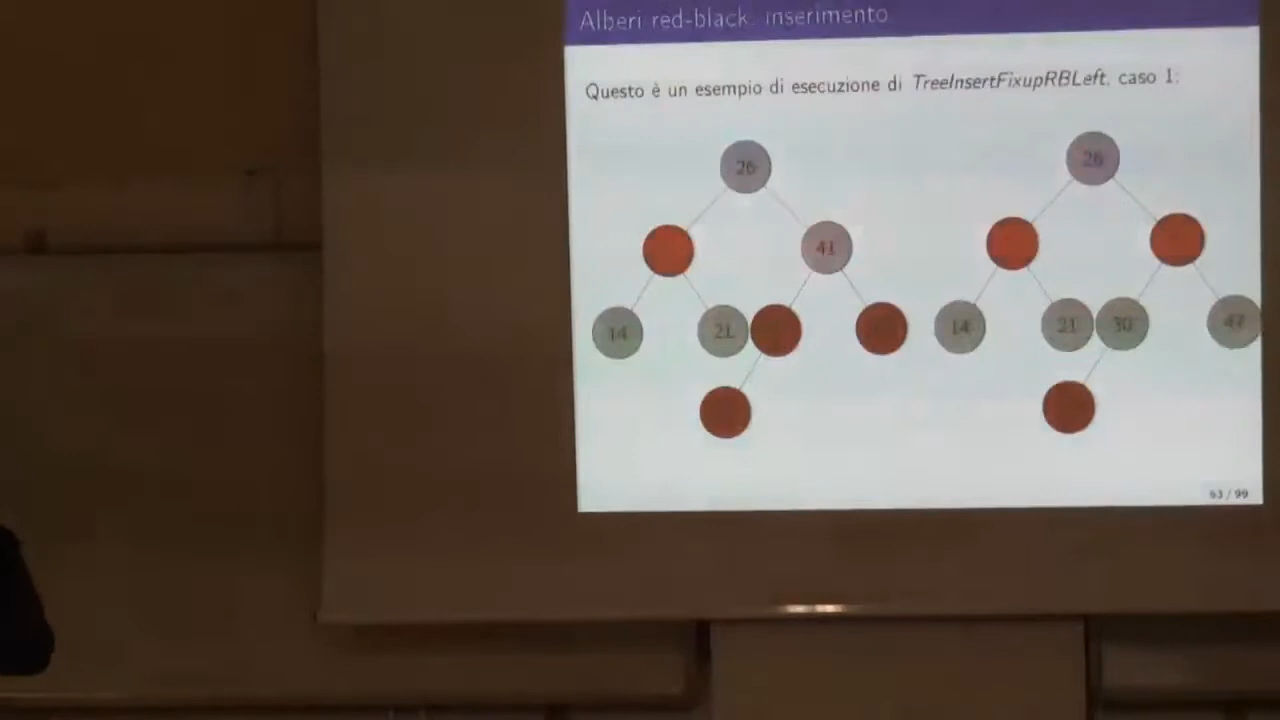 Alberi red-black: inserimento
Questo è un esempio di esecuzione di TreeInsertFixupRBLeft, caso 1:
26 26
41
14 21 14 21 30 47
63 / 99